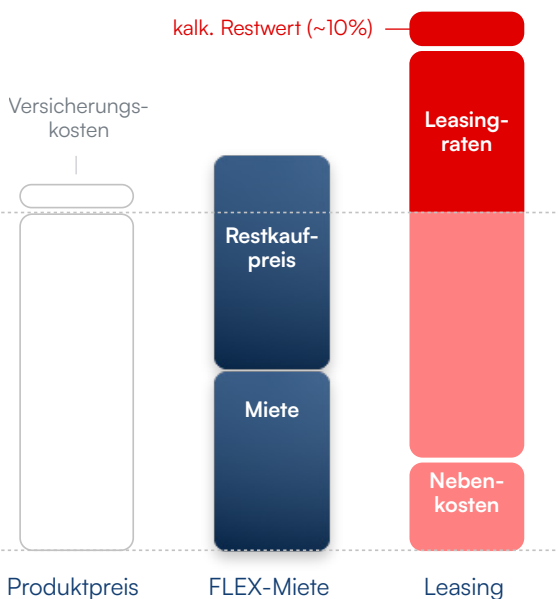 kalk. Restwert (~10%)
Versicherungs-
kosten
Leasing-
raten
Restkauf-
preis
Miete
Neben-
kosten
Produktpreis
FLEX-Miete
Leasing